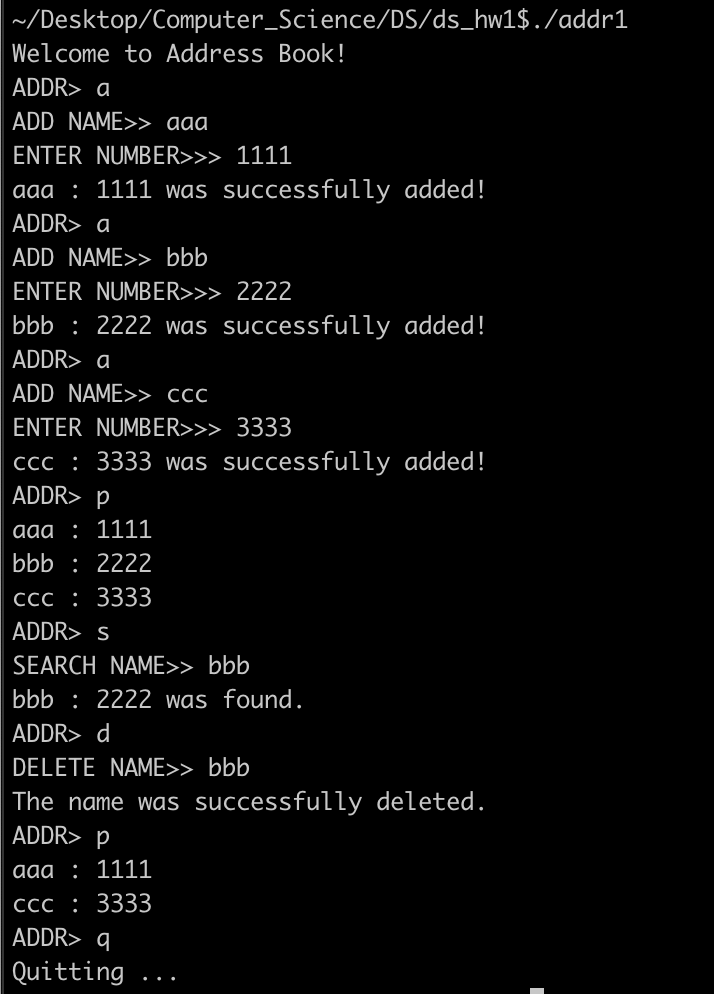 ~/Desktop/Computer_Science/DS/ds_hw1$./addr1
Welcome to Address Book!
ADDR> a
ADD NAME>> aaa
ENTER NUMBER>>> 1111
aaa : 1111 was successfully added!
ADDR> a
ADD NAME>> bbb
ENTER NUMBER>>> 2222
bbb : 2222 was successfully added!
ADDR> a
ADD NAME>> ccc
ENTER NUMBER>>> 3333
ccc : 3333 was successfully added!
ADDR> p
aaa : 1111
bbb : 2222
ccc : 3333
ADDR> s
SEARCH NAME>> bbb
bbb : 2222 was found.
ADDR> d
DELETE NAME>> bbb
The name was successfully deleted.
ADDR> p
aaa : 1111
ccc : 3333
ADDR> q
Quitting ...